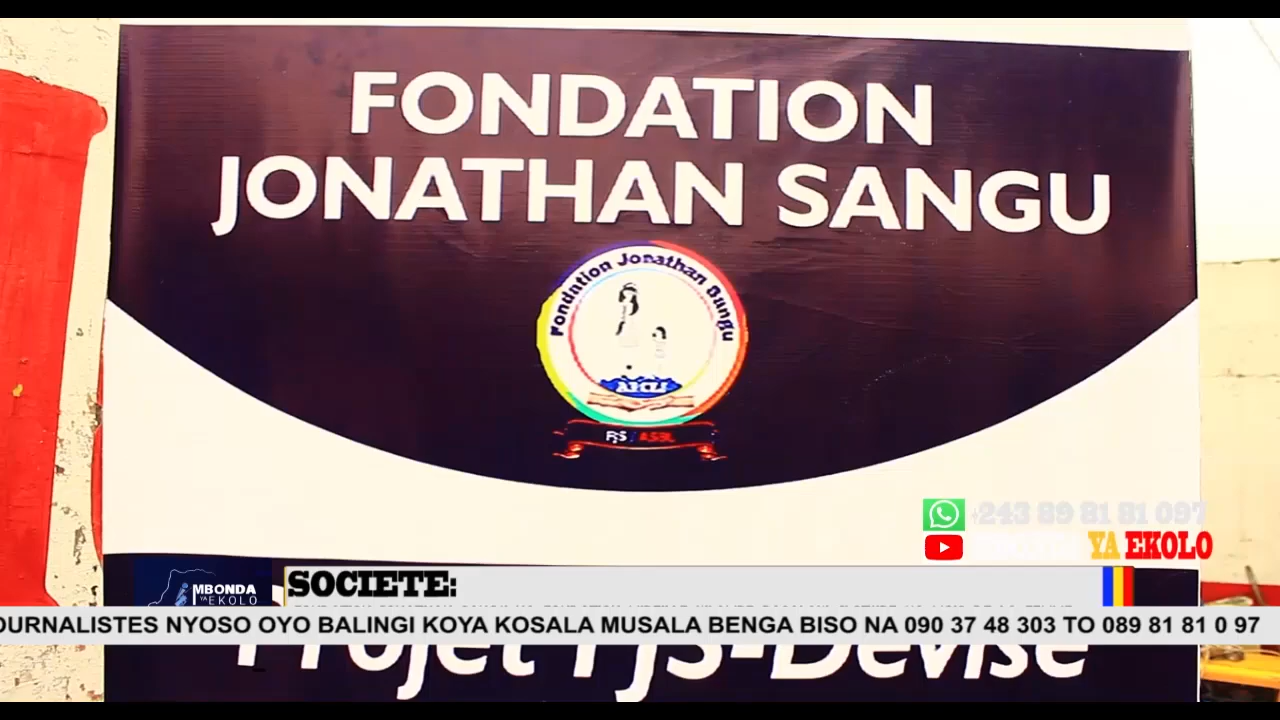 FONDATION
JONATHAN SANGU
Fondation Jonathan Sangu
FJS / ASBL
+243 89 81 81 097
YA EKOLO
MBONDA
YA EKOLO
SOCIETE:
OURNALISTES NYOSO OYO BALINGI KOYA KOSALA MUSALA BENGA BISO NA 090 37 48 303 TO 089 81 81 0 97
Projet FJS-Devise